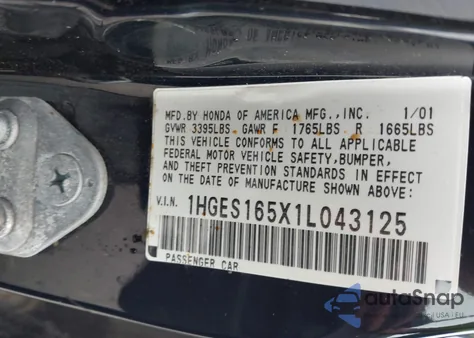 MFD.BY HONDA OF AMERICA MFG.,INC. 1/01
GVWR 3395LBS GAWR F 1765LBS R 1665LBS
THIS VEHICLE CONFORMS TO ALL APPLICABLE
FEDERAL MOTOR VEHICLE SAFETY,BUMPER,
AND THEFT PREVENTION STANDARDS IN EFFECT ON
THE DATE OF MANUFACTURE SHOWN ABOVE.
V.I.N. 1HGES165X1L043125
PASSENGER CAR
autoSnap
USA | EU